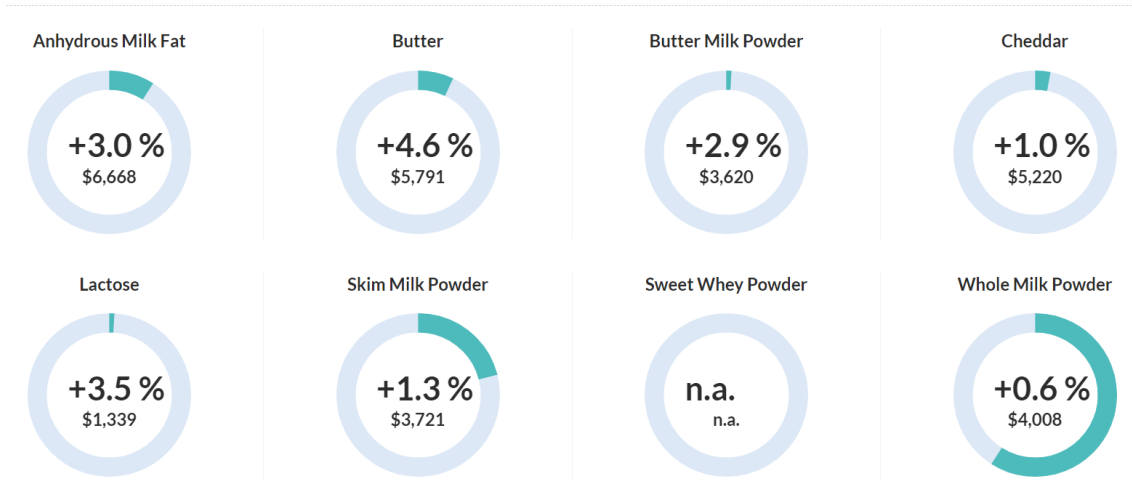 Anhydrous Milk Fat
+3.0 %
$6,668
Butter
+4.6 %
$5,791
Butter Milk Powder
+2.9 %
$3,620
Cheddar
+1.0 %
$5,220
Lactose
+3.5 %
$1,339
Skim Milk Powder
+1.3 %
$3,721
Sweet Whey Powder
n.a.
n.a.
Whole Milk Powder
+0.6 %
$4,008